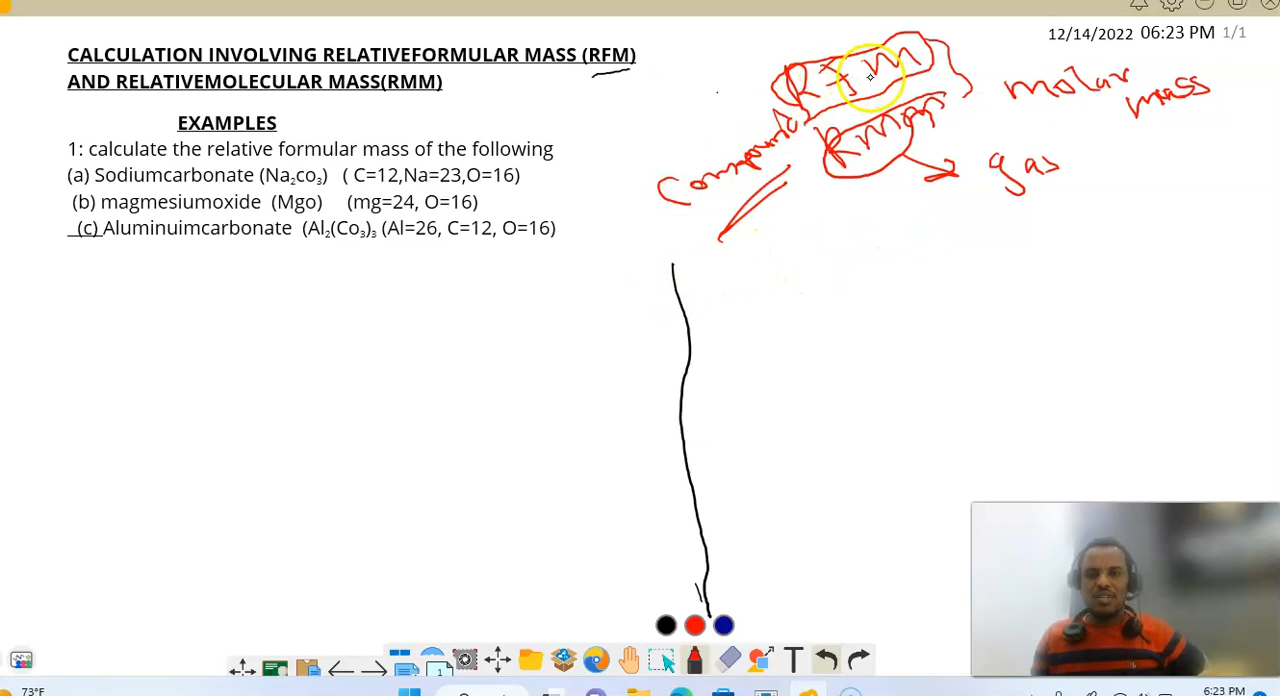 12/14/2022 06:23 PM 1/1
CALCULATION INVOLVING RELATIVEFORMULAR MASS (RFM)
AND RELATIVEMOLECULAR MASS(RMM)
EXAMPLES
1: calculate the relative formular mass of the following
(a) Sodiumcarbonate (Na₂co₃) ( C=12,Na=23,O=16)
(b) magmesiumoxide (Mgo) (mg=24, O=16)
(c) Aluminuimcarbonate (Al₂(Co₃)₃ (Al=26, C=12, O=16)
Rfm
molar
mass
gas
1
T
73°F
6:23 PM